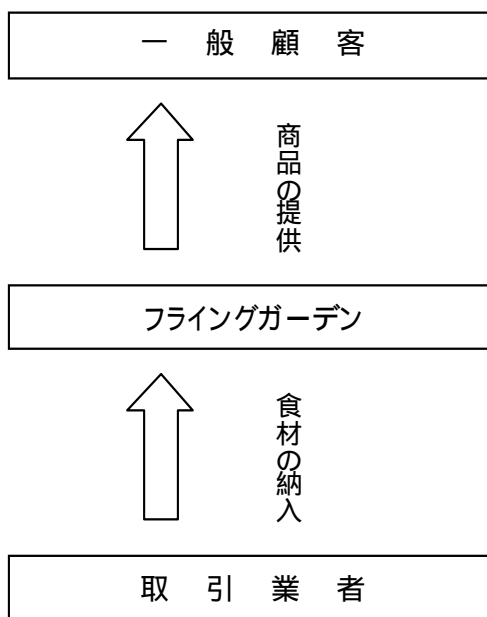 一般顧客
商品の提供
フライングガーデン
食材の納入
取引業者